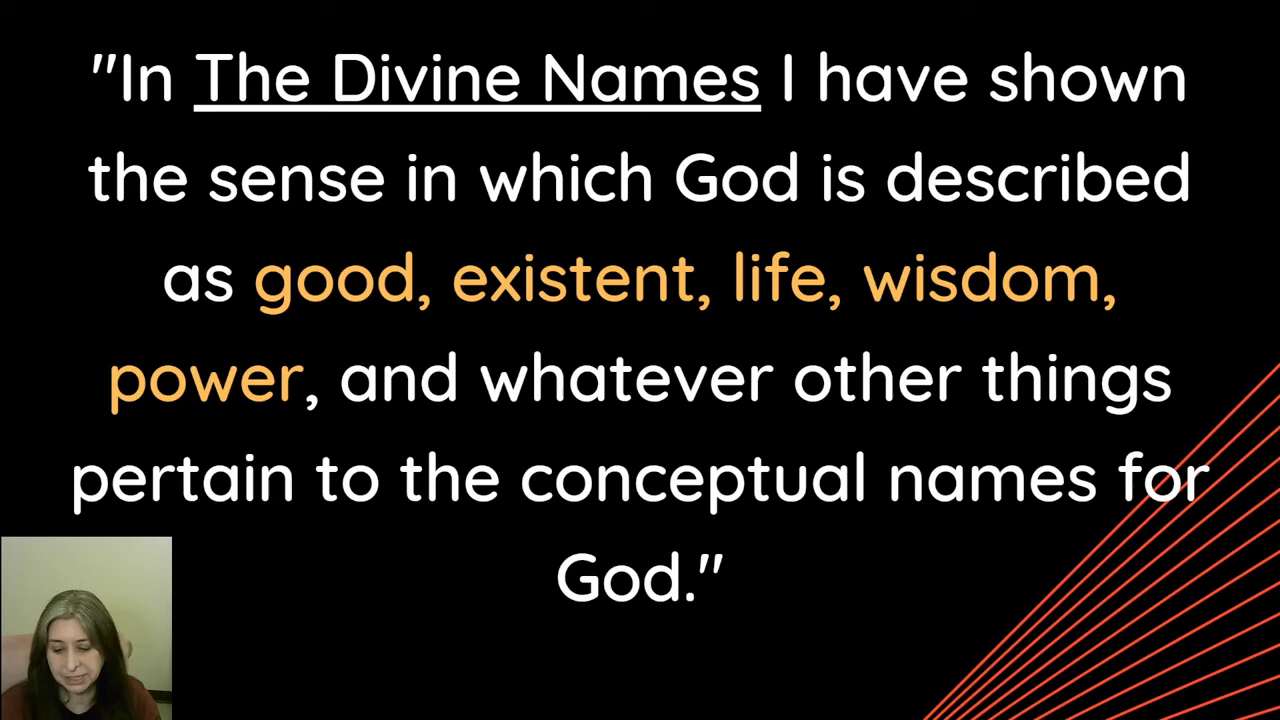 "In The Divine Names I have shown
the sense in which God is described
as good, existent, life, wisdom,
power, and whatever other things
pertain to the conceptual names for
God."